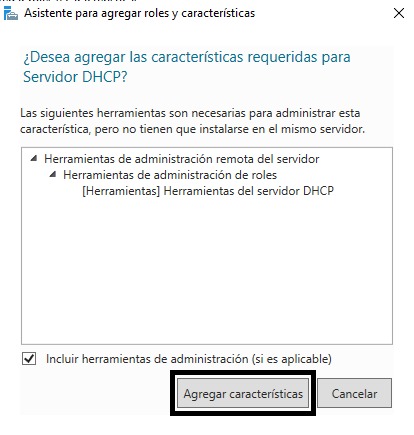 Asistente para agregar roles y características
¿Desea agregar las características requeridas para
Servidor DHCP?
Las siguientes herramientas son necesarias para administrar esta
característica, pero no tienen que instalarse en el mismo servidor.
Herramientas de administración remota del servidor
Herramientas de administración de roles
[Herramientas] Herramientas del servidor DHCP
Incluir herramientas de administración (si es aplicable)
Agregar características
Cancelar